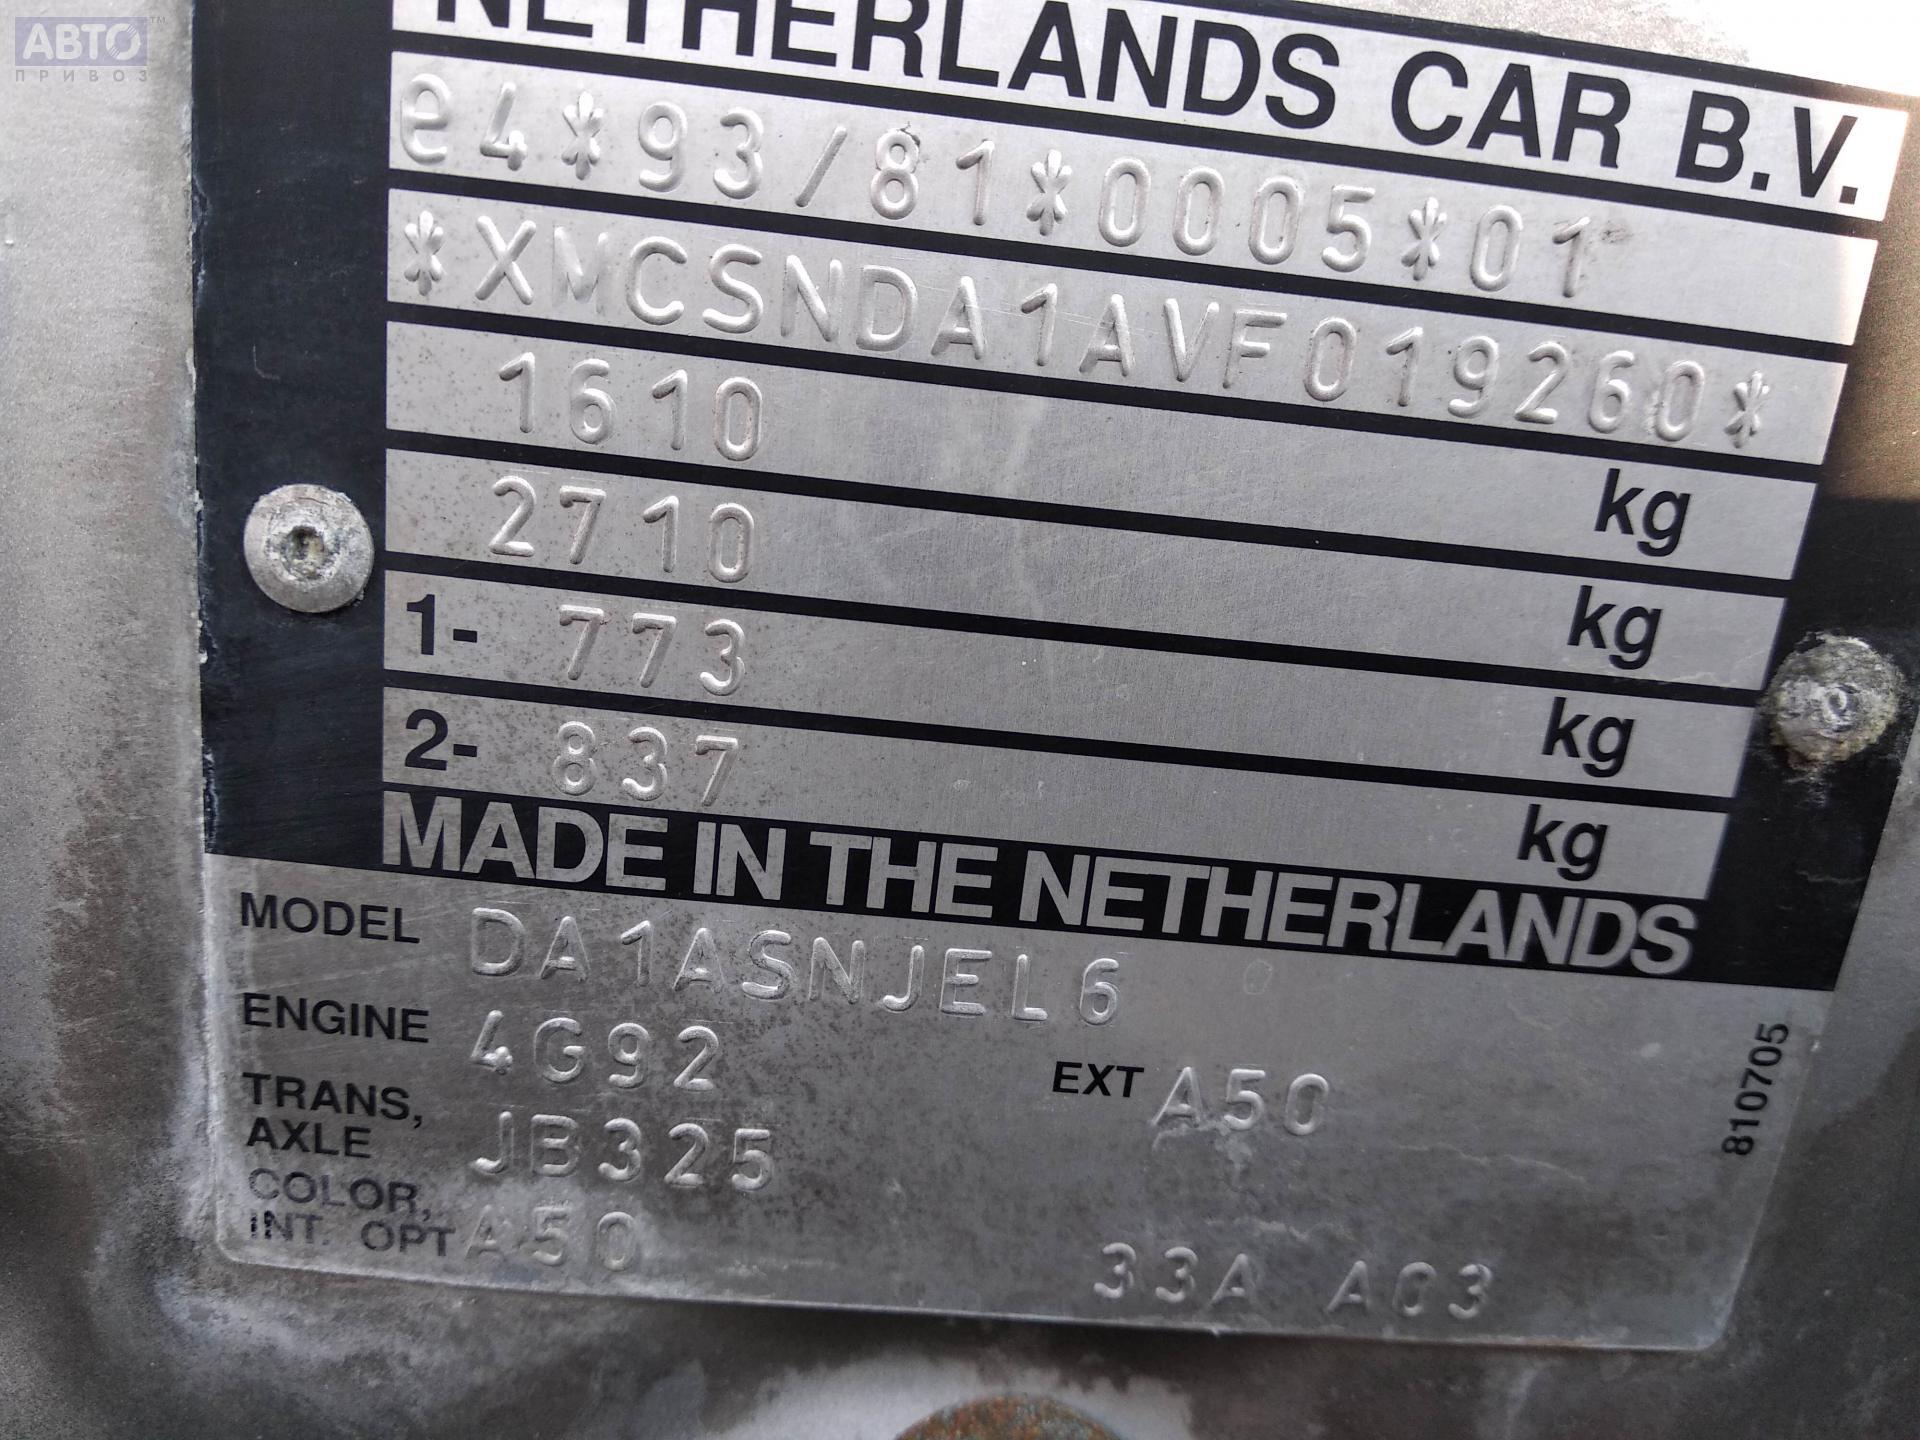 АВТО™
ПРИВОЗ
NETHERLANDS CAR B.V.
e4*93/81*0005*01
*XMCSNDA1AVF019260*
1610 kg
2710 kg
1- 773 kg
2- 837 kg
MADE IN THE NETHERLANDS
MODEL DA1ASNJEL6
ENGINE 4G92 EXT A50
TRANS, AXLE JB325
COLOR, INT. OPT A50 33A A03
810705